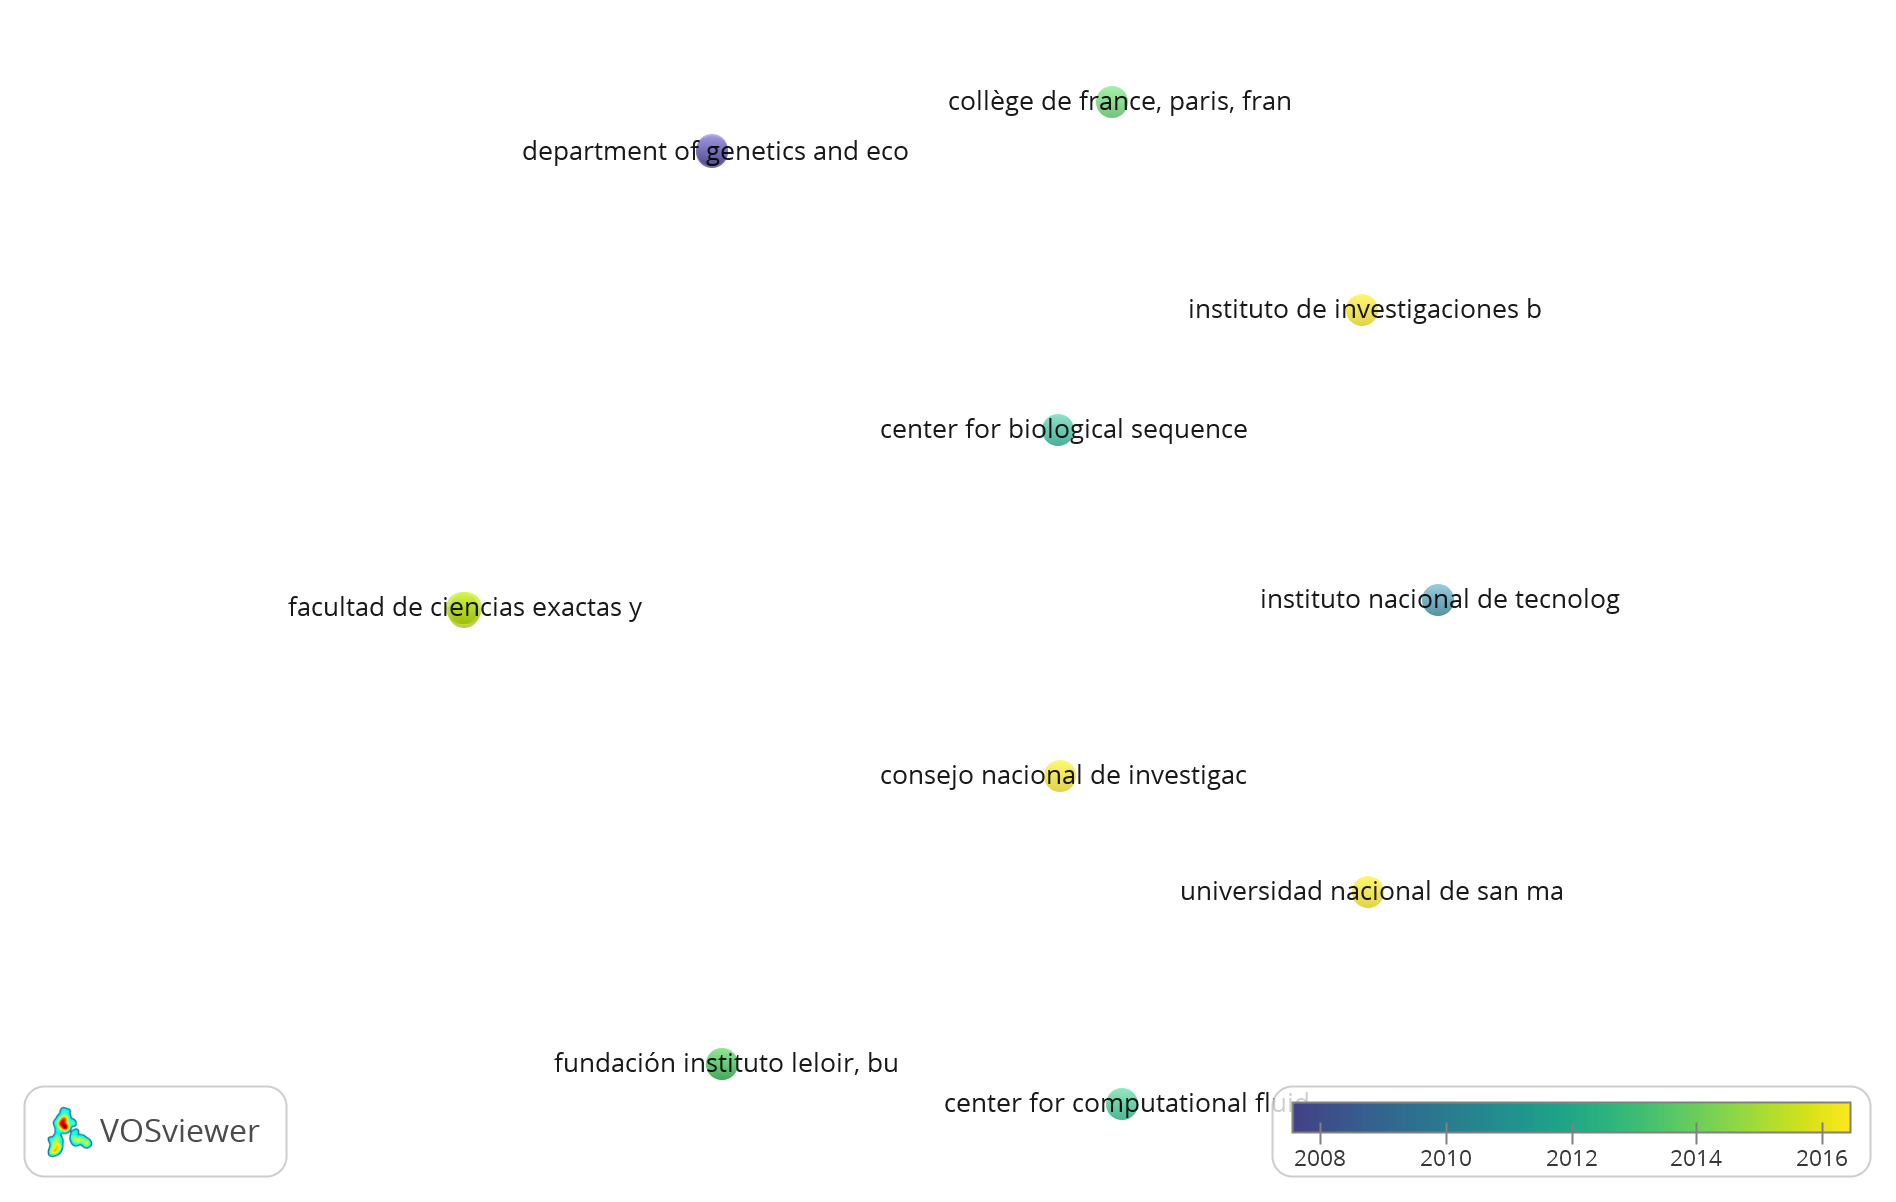 collège de france, paris, fran
department of genetics and eco
instituto de investigaciones b
center for biological sequence
instituto nacional de tecnolog
facultad de ciencias exactas y
consejo nacional de investigac
universidad nacional de san ma
fundación instituto leloir, bu
center for computational fluid
VOSviewer
2008 2010 2012 2014 2016